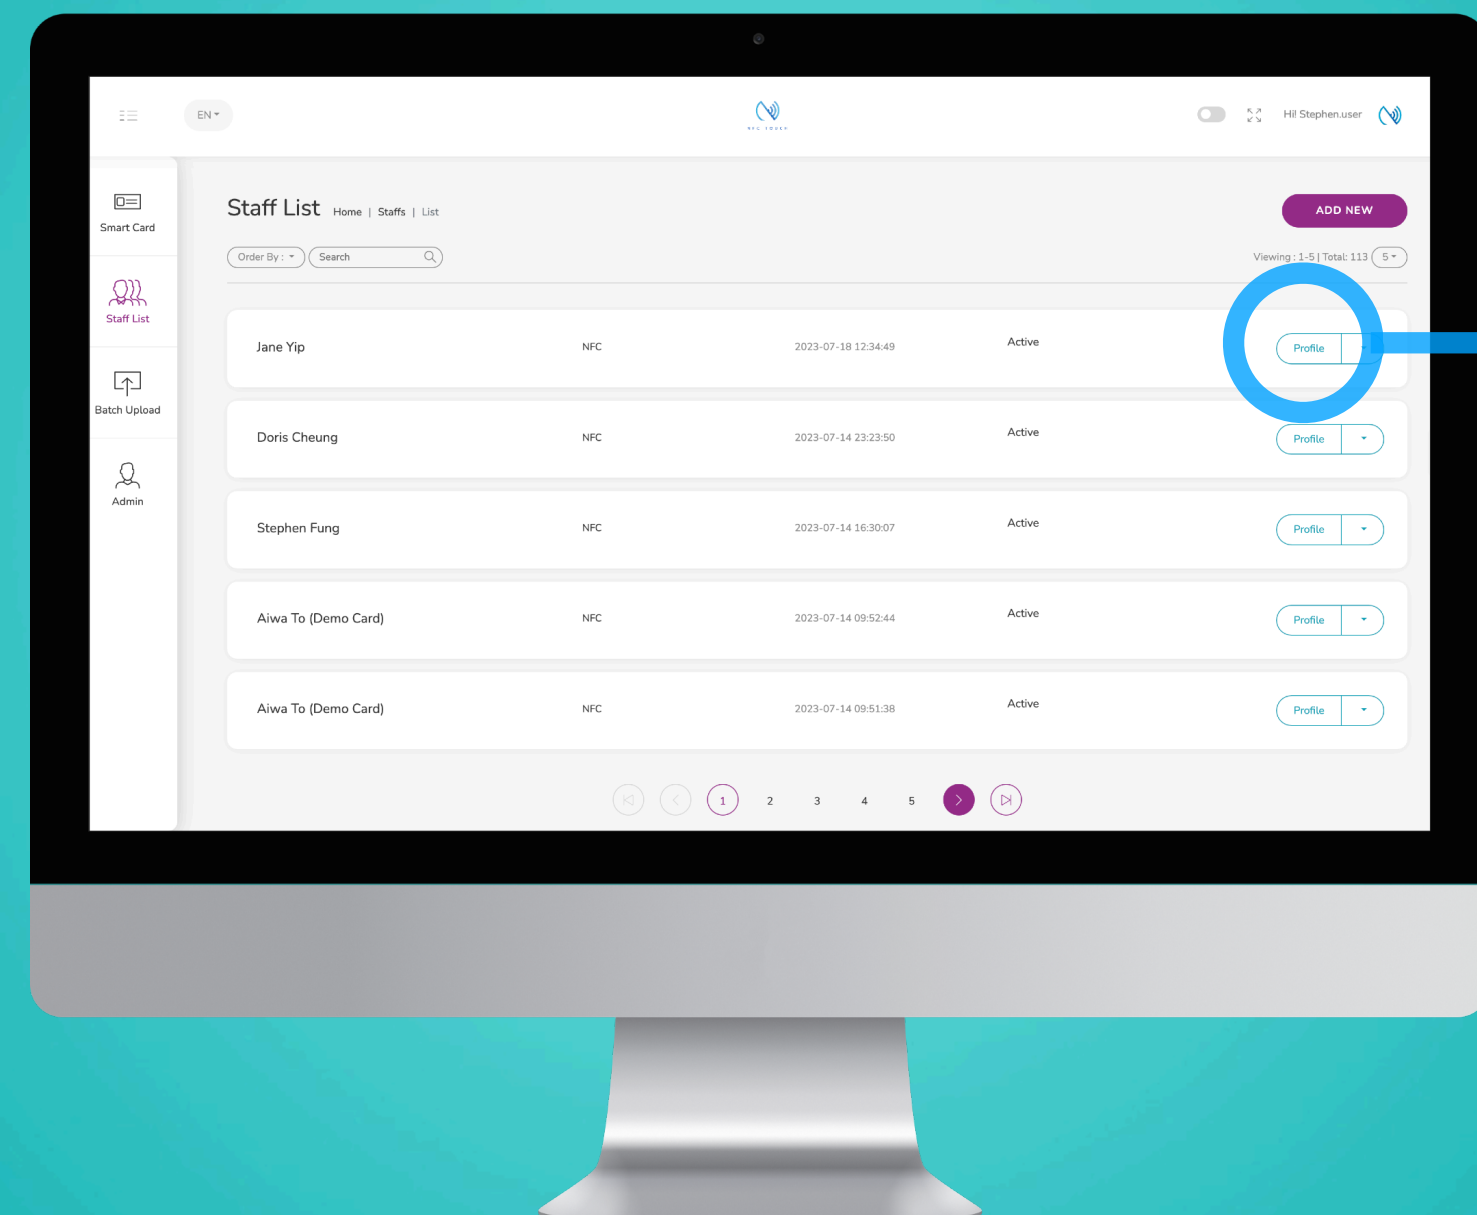 EN
NFC TOUCH
Hi! Stephen.user
Smart Card
Staff List
Batch Upload
Admin
Staff List Home | Staffs | List
ADD NEW
Order By : Search
Viewing : 1-5 | Total: 113 5
Jane Yip NFC 2023-07-18 12:34:49 Active Profile
Doris Cheung NFC 2023-07-14 23:23:50 Active Profile
Stephen Fung NFC 2023-07-14 16:30:07 Active Profile
Aiwa To (Demo Card) NFC 2023-07-14 09:52:44 Active Profile
Aiwa To (Demo Card) NFC 2023-07-14 09:51:38 Active Profile
1 2 3 4 5